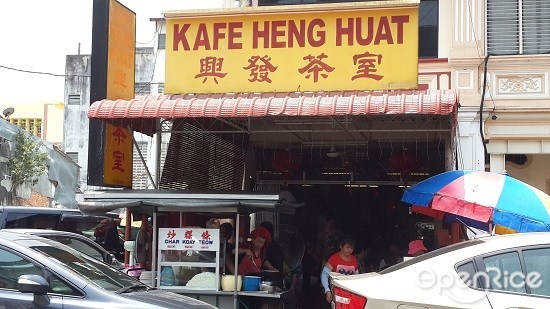 KAFE HENG HUAT
興發茶室
炒粿條
CHAR KOAY TEOW
openrice